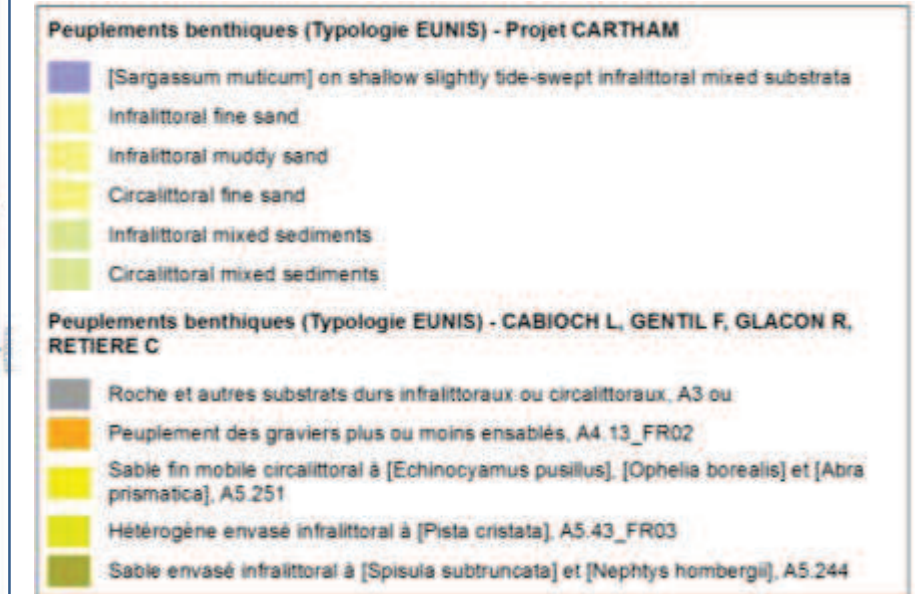 Peuplements benthiques (Typologie EUNIS) - Projet CARTHAM
[Sargassum muticum] on shallow slightly tide-swept infralittoral mixed substrata
Infralittoral fine sand
Infralittoral muddy sand
Circalittoral fine sand
Infralittoral mixed sediments
Circalittoral mixed sediments
Peuplements benthiques (Typologie EUNIS) - CABIOCH L, GENTIL F, GLACON R,
RETIERE C
Roche et autres substrats durs infralittoraux ou circalittoraux, A3 ou
Peuplement des graviers plus ou moins ensablés, A4.13_FR02
Sable fin mobile circalittoral à [Echinocyamus pusillus], [Ophelia borealis] et [Abra
prismatica], A5.251
Hétérogène envasé infralittoral à [Pista cristata], A5.43_FR03
Sable envasé infralittoral à [Spisula subtruncata] et [Nephtys hombergii], A5.244